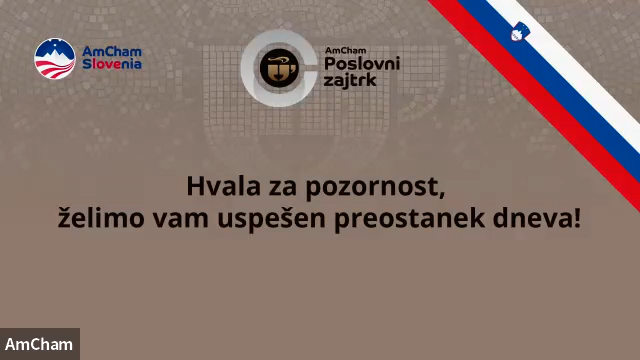 AmCham
Slovenia
AmCham
Poslovni
zajtrk
Hvala za pozornost,
želimo vam uspešen preostanek dneva!
AmCham